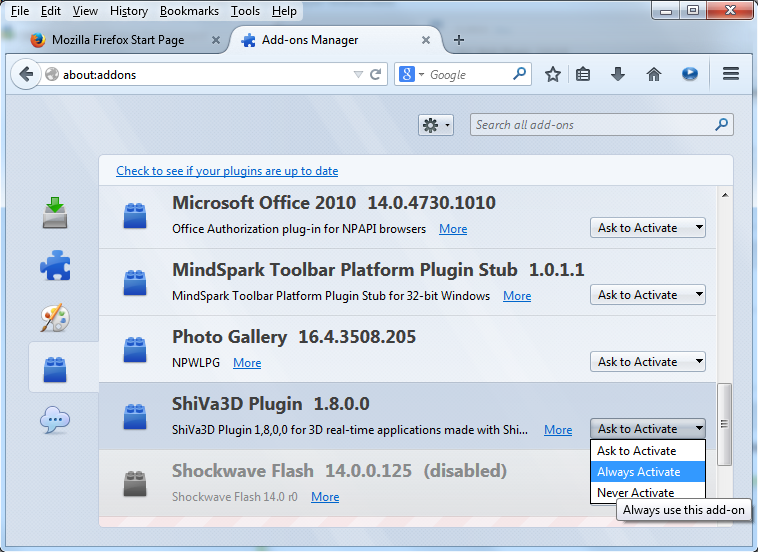 File Edit View History Bookmarks Tools Help
Mozilla Firefox Start Page
Add-ons Manager
about:addons
Google
Search all add-ons
Check to see if your plugins are up to date
Microsoft Office 2010 14.0.4730.1010
Office Authorization plug-in for NPAPI browsers More
Ask to Activate
MindSpark Toolbar Platform Plugin Stub 1.0.1.1
MindSpark Toolbar Platform Plugin Stub for 32-bit Windows More
Ask to Activate
Photo Gallery 16.4.3508.205
NPWLPG More
Ask to Activate
ShiVa3D Plugin 1.8.0.0
ShiVa3D Plugin 1,8,0,0 for 3D real-time applications made with Shi... More
Ask to Activate
Ask to Activate
Always Activate
Never Activate
Always use this add-on
Shockwave Flash 14.0.0.125 (disabled)
Shockwave Flash 14.0 r0 More